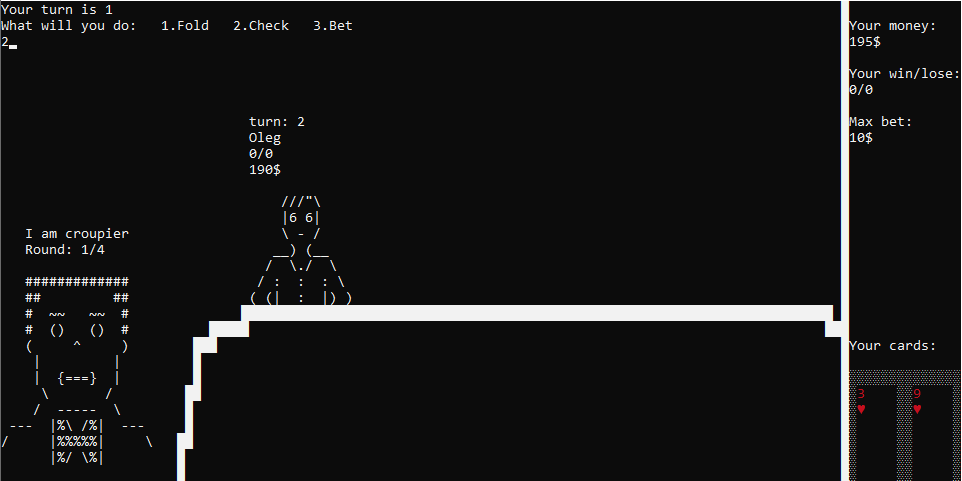 Your turn is 1
What will you do:   1.Fold   2.Check   3.Bet
2
turn: 2
Oleg
0/0
190$
I am croupier
Round: 1/4
Your money:
195$
Your win/lose:
0/0
Max bet:
10$
Your cards:
3 9
♥ ♥